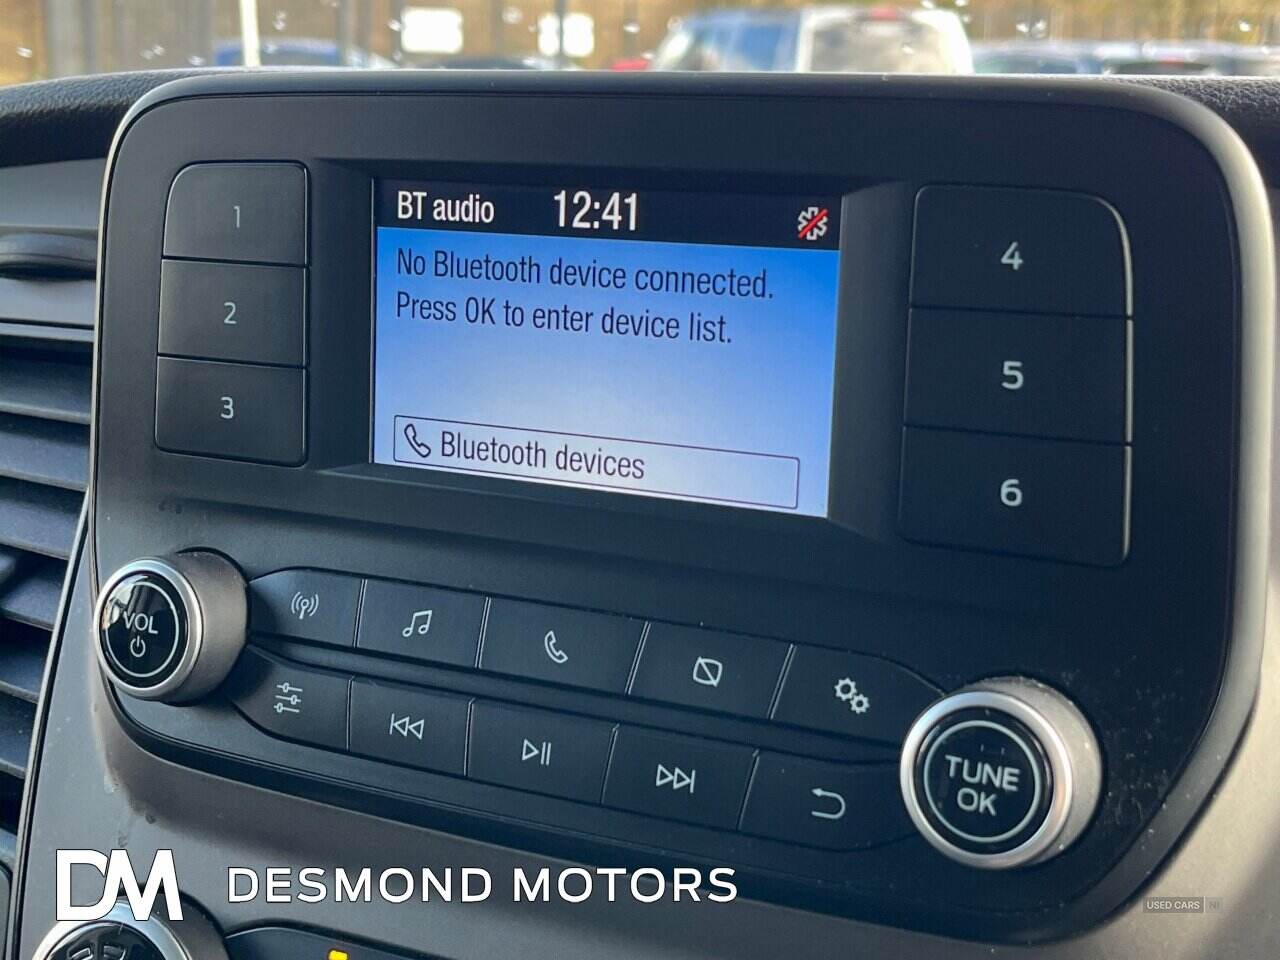 BT audio 12:41
No Bluetooth device connected.
Press OK to enter device list.
Bluetooth devices
1
2
3
4
5
6
VOL
TUNE
OK
DM DESMOND MOTORS
USED CARS NI